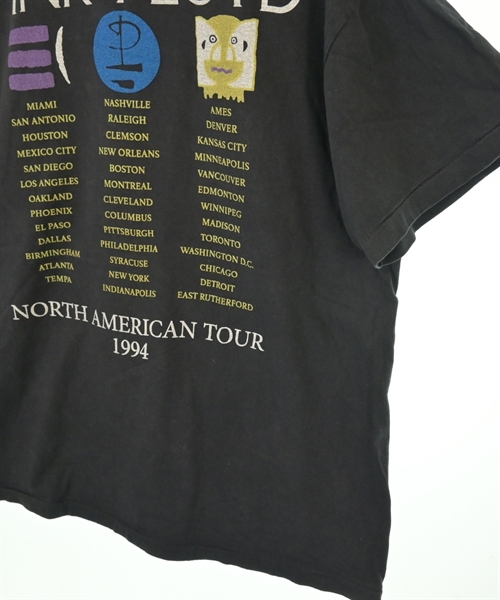 PINK FLOYD
MIAMI
SAN ANTONIO
HOUSTON
MEXICO CITY
SAN DIEGO
LOS ANGELES
OAKLAND
PHOENIX
EL PASO
DALLAS
BIRMINGHAM
ATLANTA
TEMPA
NASHVILLE
RALEIGH
CLEMSON
NEW ORLEANS
BOSTON
MONTREAL
CLEVELAND
COLUMBUS
PITTSBURGH
PHILADELPHIA
SYRACUSE
NEW YORK
INDIANAPOLIS
AMES
DENVER
KANSAS CITY
MINNEAPOLIS
VANCOUVER
EDMONTON
WINNIPEG
MADISON
TORONTO
WASHINGTON D.C.
CHICAGO
DETROIT
EAST RUTHERFORD
NORTH AMERICAN TOUR
1994